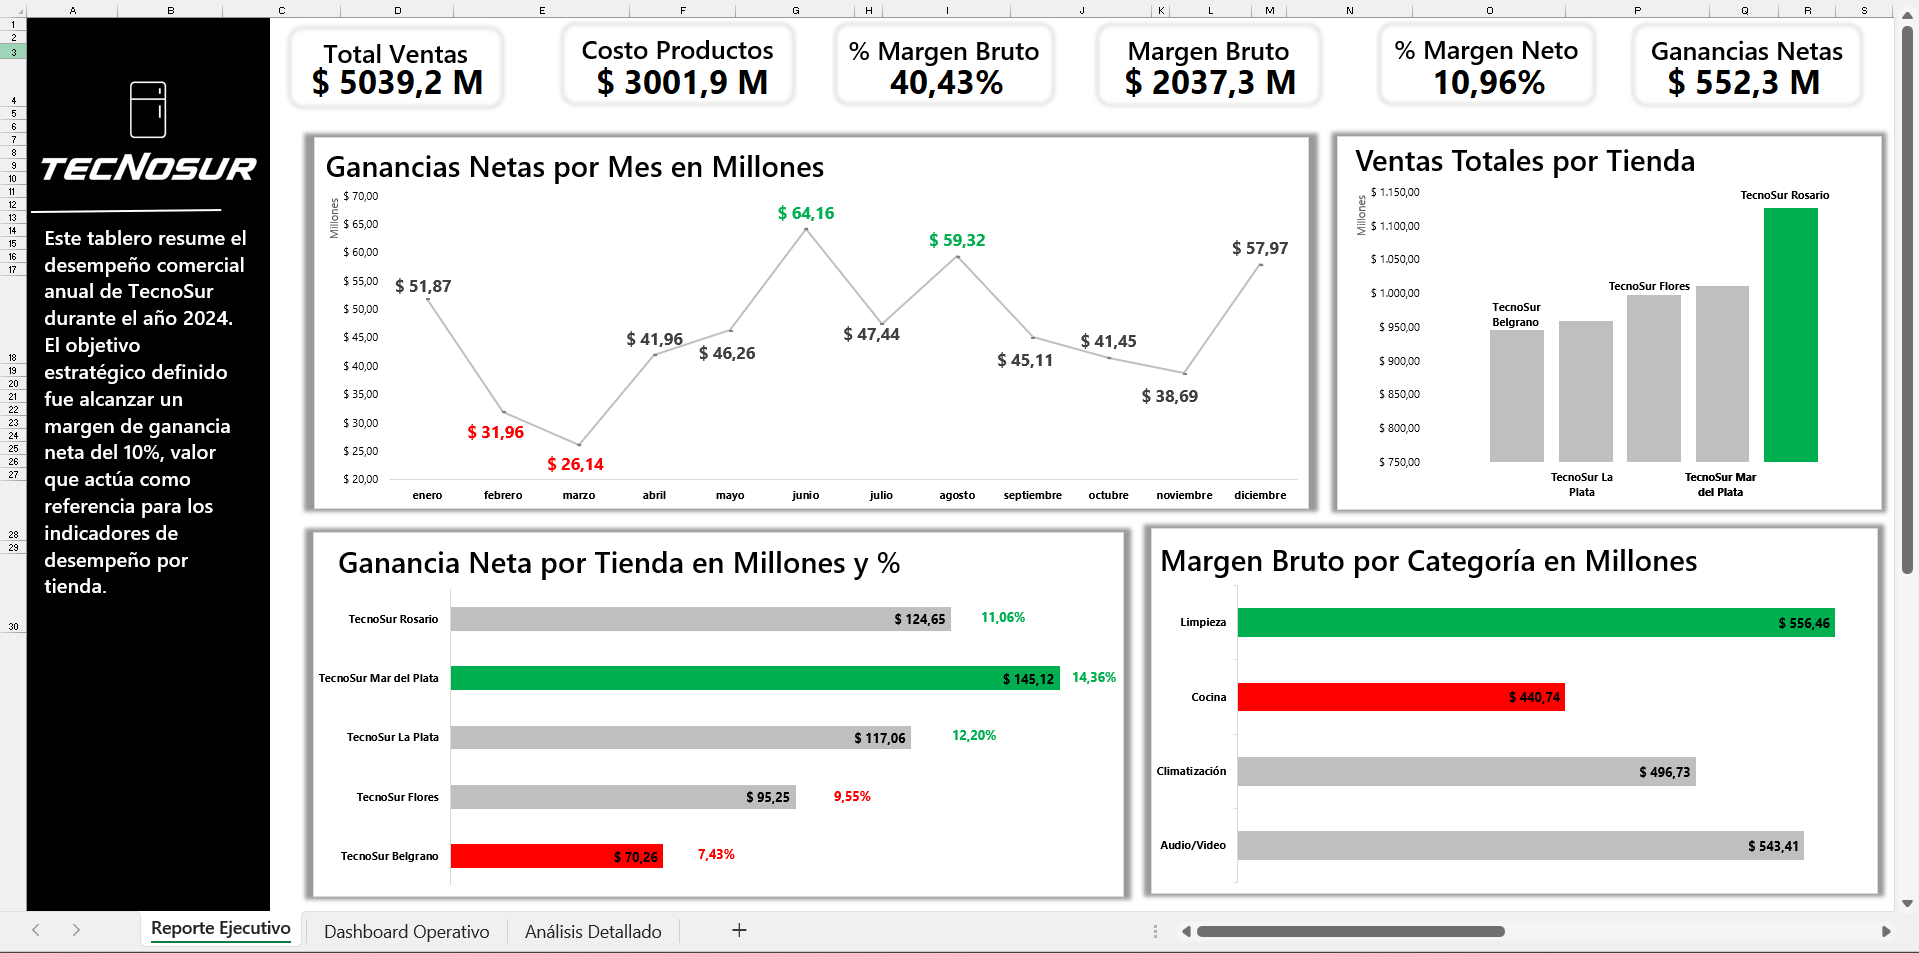 A B C D E F G H I J K L M N O P Q R S
1
2
3
4
5
6
7
8
9
10
11
12
13
14
15
16
17
18
19
20
21
22
23
24
25
26
27
28
29
30
TECNOSUR
Este tablero resume el
desempeño comercial
anual de TecnoSur
durante el año 2024.
El objetivo
estratégico definido
fue alcanzar un
margen de ganancia
neta del 10%, valor
que actúa como
referencia para los
indicadores de
desempeño por
tienda.
Total Ventas
$ 5039,2 M
Costo Productos
$ 3001,9 M
% Margen Bruto
40,43%
Margen Bruto
$ 2037,3 M
% Margen Neto
10,96%
Ganancias Netas
$ 552,3 M
Ganancias Netas por Mes en Millones
Millones
$ 70,00
$ 65,00
$ 60,00
$ 55,00
$ 50,00
$ 45,00
$ 40,00
$ 35,00
$ 30,00
$ 25,00
$ 20,00
$ 51,87
$ 31,96
$ 26,14
$ 41,96
$ 46,26
$ 64,16
$ 47,44
$ 59,32
$ 45,11
$ 41,45
$ 38,69
$ 57,97
enero febrero marzo abril mayo junio julio agosto septiembre octubre noviembre diciembre
Ventas Totales por Tienda
Millones
$ 1.150,00
$ 1.100,00
$ 1.050,00
$ 1.000,00
$ 950,00
$ 900,00
$ 850,00
$ 800,00
$ 750,00
TecnoSur
Belgrano
TecnoSur La
Plata
TecnoSur Flores
TecnoSur Mar
del Plata
TecnoSur Rosario
Ganancia Neta por Tienda en Millones y %
TecnoSur Rosario $ 124,65 11,06%
TecnoSur Mar del Plata $ 145,12 14,36%
TecnoSur La Plata $ 117,06 12,20%
TecnoSur Flores $ 95,25 9,55%
TecnoSur Belgrano $ 70,26 7,43%
Margen Bruto por Categoría en Millones
Limpieza $ 556,46
Cocina $ 440,74
Climatización $ 496,73
Audio/Video $ 543,41
Reporte Ejecutivo Dashboard Operativo Análisis Detallado